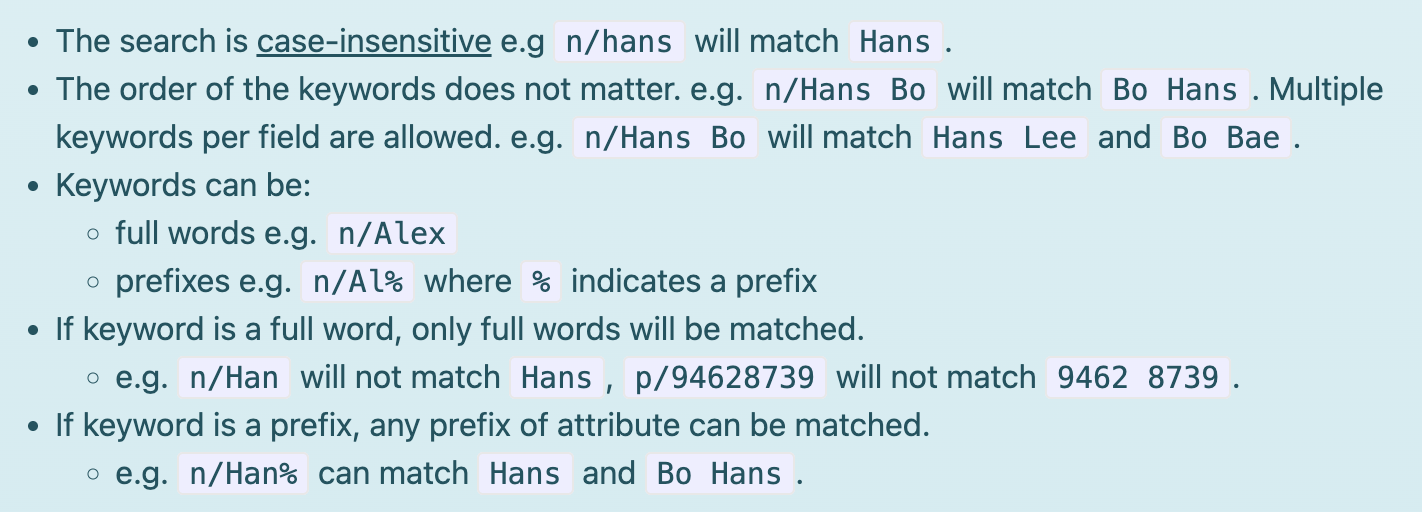 • The search is case-insensitive e.g n/hans will match Hans.
• The order of the keywords does not matter. e.g. n/Hans Bo will match Bo Hans. Multiple
keywords per field are allowed. e.g. n/Hans Bo will match Hans Lee and Bo Bae.
• Keywords can be:
◦ full words e.g. n/Alex
◦ prefixes e.g. n/Al% where % indicates a prefix
• If keyword is a full word, only full words will be matched.
◦ e.g. n/Han will not match Hans, p/94628739 will not match 9462 8739.
• If keyword is a prefix, any prefix of attribute can be matched.
◦ e.g. n/Han% can match Hans and Bo Hans.